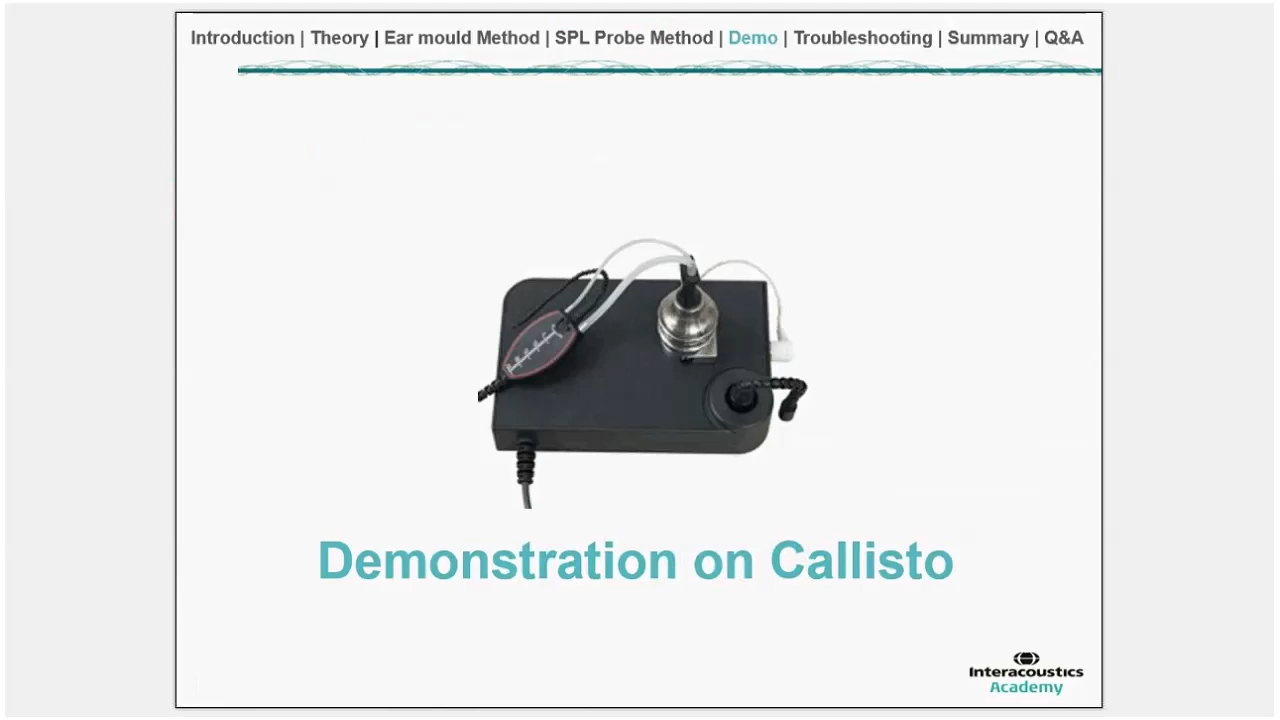 Introduction | Theory | Ear mould Method | SPL Probe Method | Demo | Troubleshooting | Summary | Q&A
Demonstration on Callisto
Interacoustics
Academy